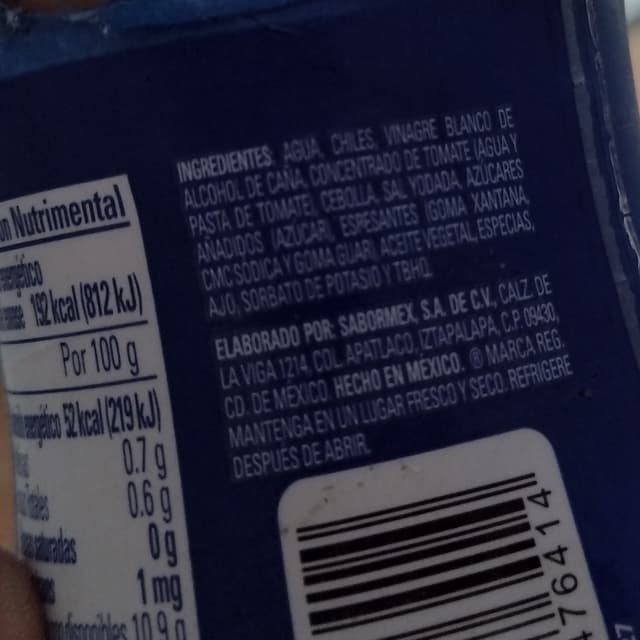 n Nutrimental
192 kcal (812 kJ)
Por 100 g
52 kcal (219 kJ)
0.7 g
0.6 g
0 g
1 mg
10.9 g
INGREDIENTES: AGUA, CHILES, VINAGRE BLANCO DE
ALCOHOL DE CAÑA, CONCENTRADO DE TOMATE (AGUA Y
PASTA DE TOMATE), CEBOLLA, SAL YODADA, AZÚCARES
AÑADIDOS (AZÚCAR), ESPESANTES (GOMA XANTANA,
CMC SÓDICA Y GOMA GUAR), ACEITE VEGETAL, ESPECIAS,
AJO, SORBATO DE POTASIO Y TBHQ.
ELABORADO POR: SABORMEX, S.A. DE C.V., CALZ. DE
LA VIGA 1214, COL. APATLACO, IZTAPALAPA, C.P. 09430,
CD. DE MÉXICO. HECHO EN MÉXICO. ® MARCA REG.
MANTENGA EN UN LUGAR FRESCO Y SECO. REFRIGERE
DESPUÉS DE ABRIR.
76414